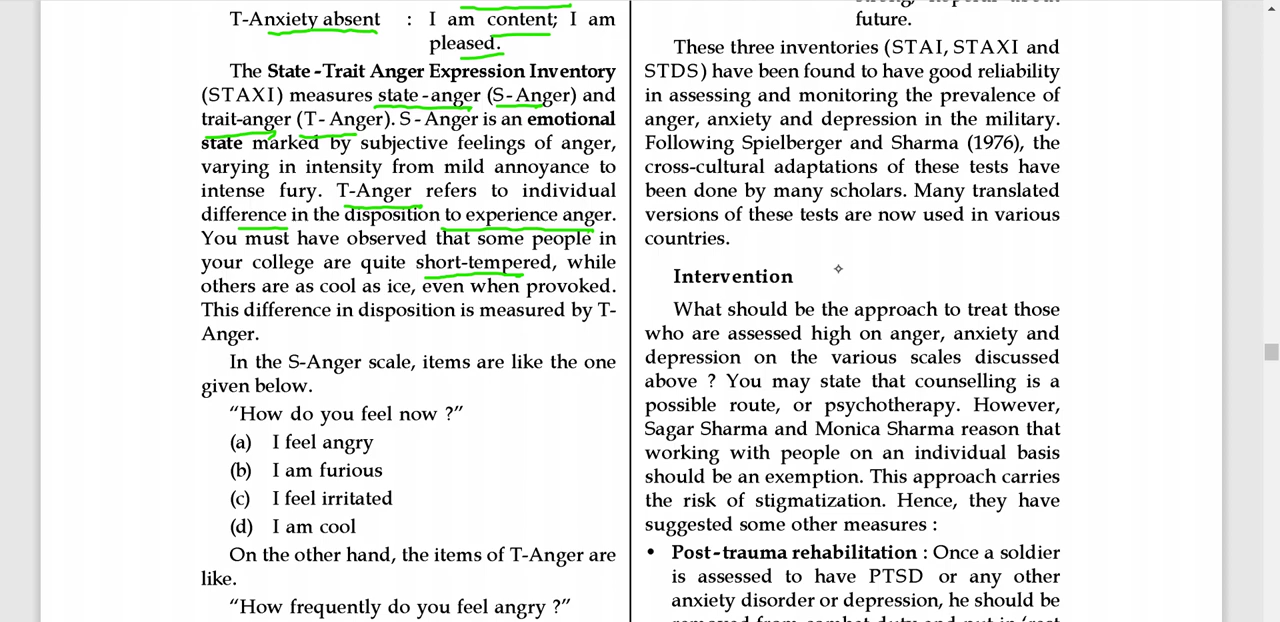 T-Anxiety absent : I am content; I am
pleased.
The State-Trait Anger Expression Inventory
(STAXI) measures state-anger (S-Anger) and
trait-anger (T- Anger). S-Anger is an emotional
state marked by subjective feelings of anger,
varying in intensity from mild annoyance to
intense fury. T-Anger refers to individual
difference in the disposition to experience anger.
You must have observed that some people in
your college are quite short-tempered, while
others are as cool as ice, even when provoked.
This difference in disposition is measured by T-
Anger.
In the S-Anger scale, items are like the one
given below.
“How do you feel now ?”
(a) I feel angry
(b) I am furious
(c) I feel irritated
(d) I am cool
On the other hand, the items of T-Anger are
like.
“How frequently do you feel angry ?”
future.
These three inventories (STAI, STAXI and
STDS) have been found to have good reliability
in assessing and monitoring the prevalence of
anger, anxiety and depression in the military.
Following Spielberger and Sharma (1976), the
cross-cultural adaptations of these tests have
been done by many scholars. Many translated
versions of these tests are now used in various
countries.
Intervention
What should be the approach to treat those
who are assessed high on anger, anxiety and
depression on the various scales discussed
above ? You may state that counselling is a
possible route, or psychotherapy. However,
Sagar Sharma and Monica Sharma reason that
working with people on an individual basis
should be an exemption. This approach carries
the risk of stigmatization. Hence, they have
suggested some other measures :
• Post-trauma rehabilitation : Once a soldier
is assessed to have PTSD or any other
anxiety disorder or depression, he should be